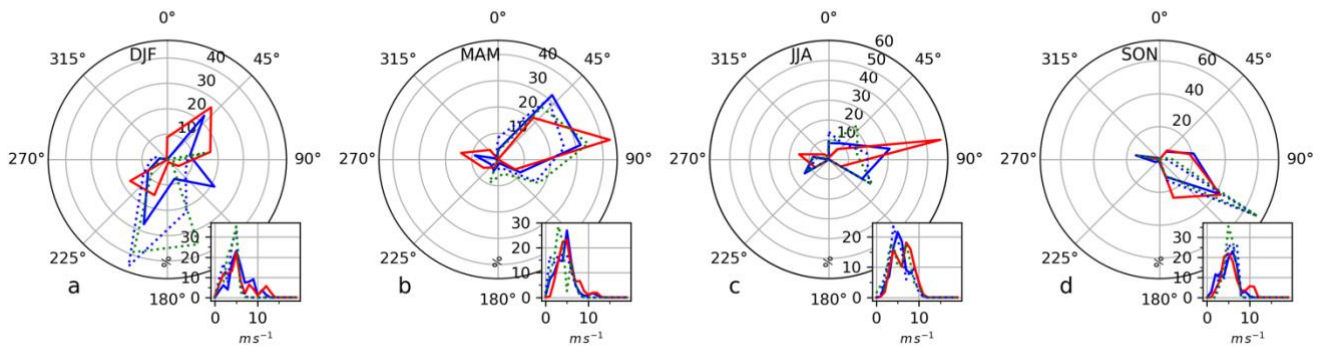 0° 0° 0° 0°
315° DJF 40 45° 315° MAM 40 45° 315° JJA 60 45° 315° SON 60 45°
50
30 30 40 40
20 20 30
10 10 20 20
10
270° 90° 270° 90° 270° 90° 270° 90°
225° % 225° % 225° % 225° %
180° 180° 180° 180°
a b c d
30 30 20 30
20 20 10 20
10 10 0 10
0 0 0
0 10 0 10 0 10 0 10
m s⁻¹ m s⁻¹ m s⁻¹ m s⁻¹